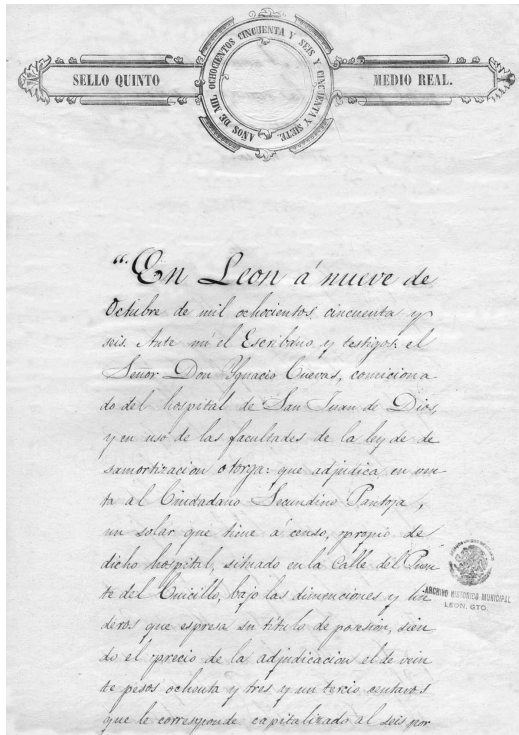 SELLO QUINTO
AÑOS DE MIL OCHOCIENTOS CINCUENTA Y SEIS Y CINCUENTA Y SIETE.
MEDIO REAL.
"En Leon á nueve de
Octubre de mil ochocientos cincuenta y
seis Ante mi el Escribano y testigos el
Señor Don Ygnacio Cuevas, comiciona
do del hospital de San Juan de Dios,
y en uso de las facultades de la ley de de
samortizacion otorga: que adjudica en ven
ta al Ciudadano Secundino Pantoja,
un solar que tiene á censo, propio de
dicho hospital, situado en la Calle del Puen
te del Cuicillo, bajo las dimenciones y lin
deros que espresa su titulo de posesion, sien
do el precio de la adjudicacion el de vein
te pesos ochenta y tres y un tercio centavos
que le corresponde capitalizado al seis por
ARCHIVO HISTORICO MUNICIPAL
LEON, GTO.